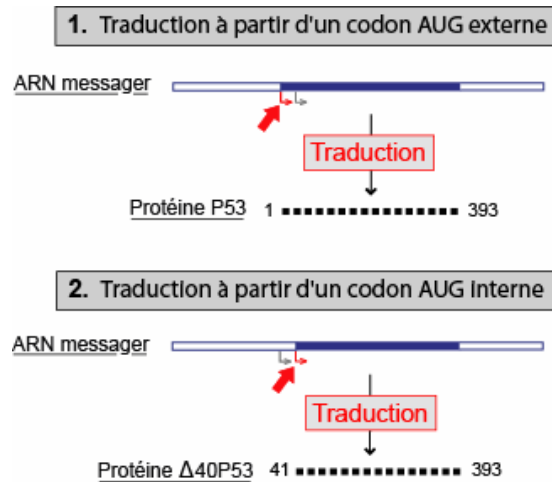 1. Traduction à partir d'un codon AUG externe
ARN messager
Traduction
Protéine P53 1 393
2. Traduction à partir d'un codon AUG interne
ARN messager
Traduction
Protéine Δ40P53 41 393